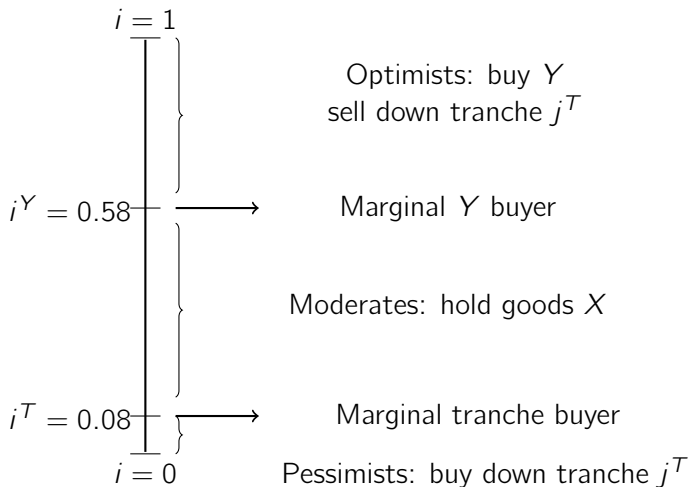 i = 1
Optimists: buy Y
sell down tranche j^T
i^Y = 0.58
Marginal Y buyer
Moderates: hold goods X
i^T = 0.08
Marginal tranche buyer
i = 0
Pessimists: buy down tranche j^T